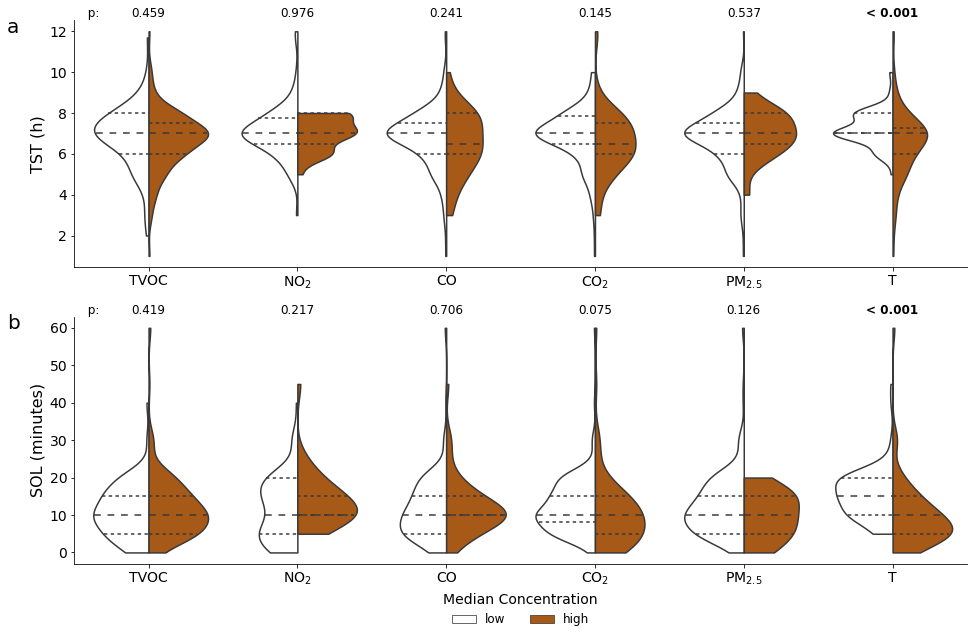 a
p: 0.459 0.976 0.241 0.145 0.537 < 0.001
TST (h)
12
10
8
6
4
2
TVOC NO₂ CO CO₂ PM₂.₅ T
b
p: 0.419 0.217 0.706 0.075 0.126 < 0.001
SOL (minutes)
60
50
40
30
20
10
0
TVOC NO₂ CO CO₂ PM₂.₅ T
Median Concentration
low high